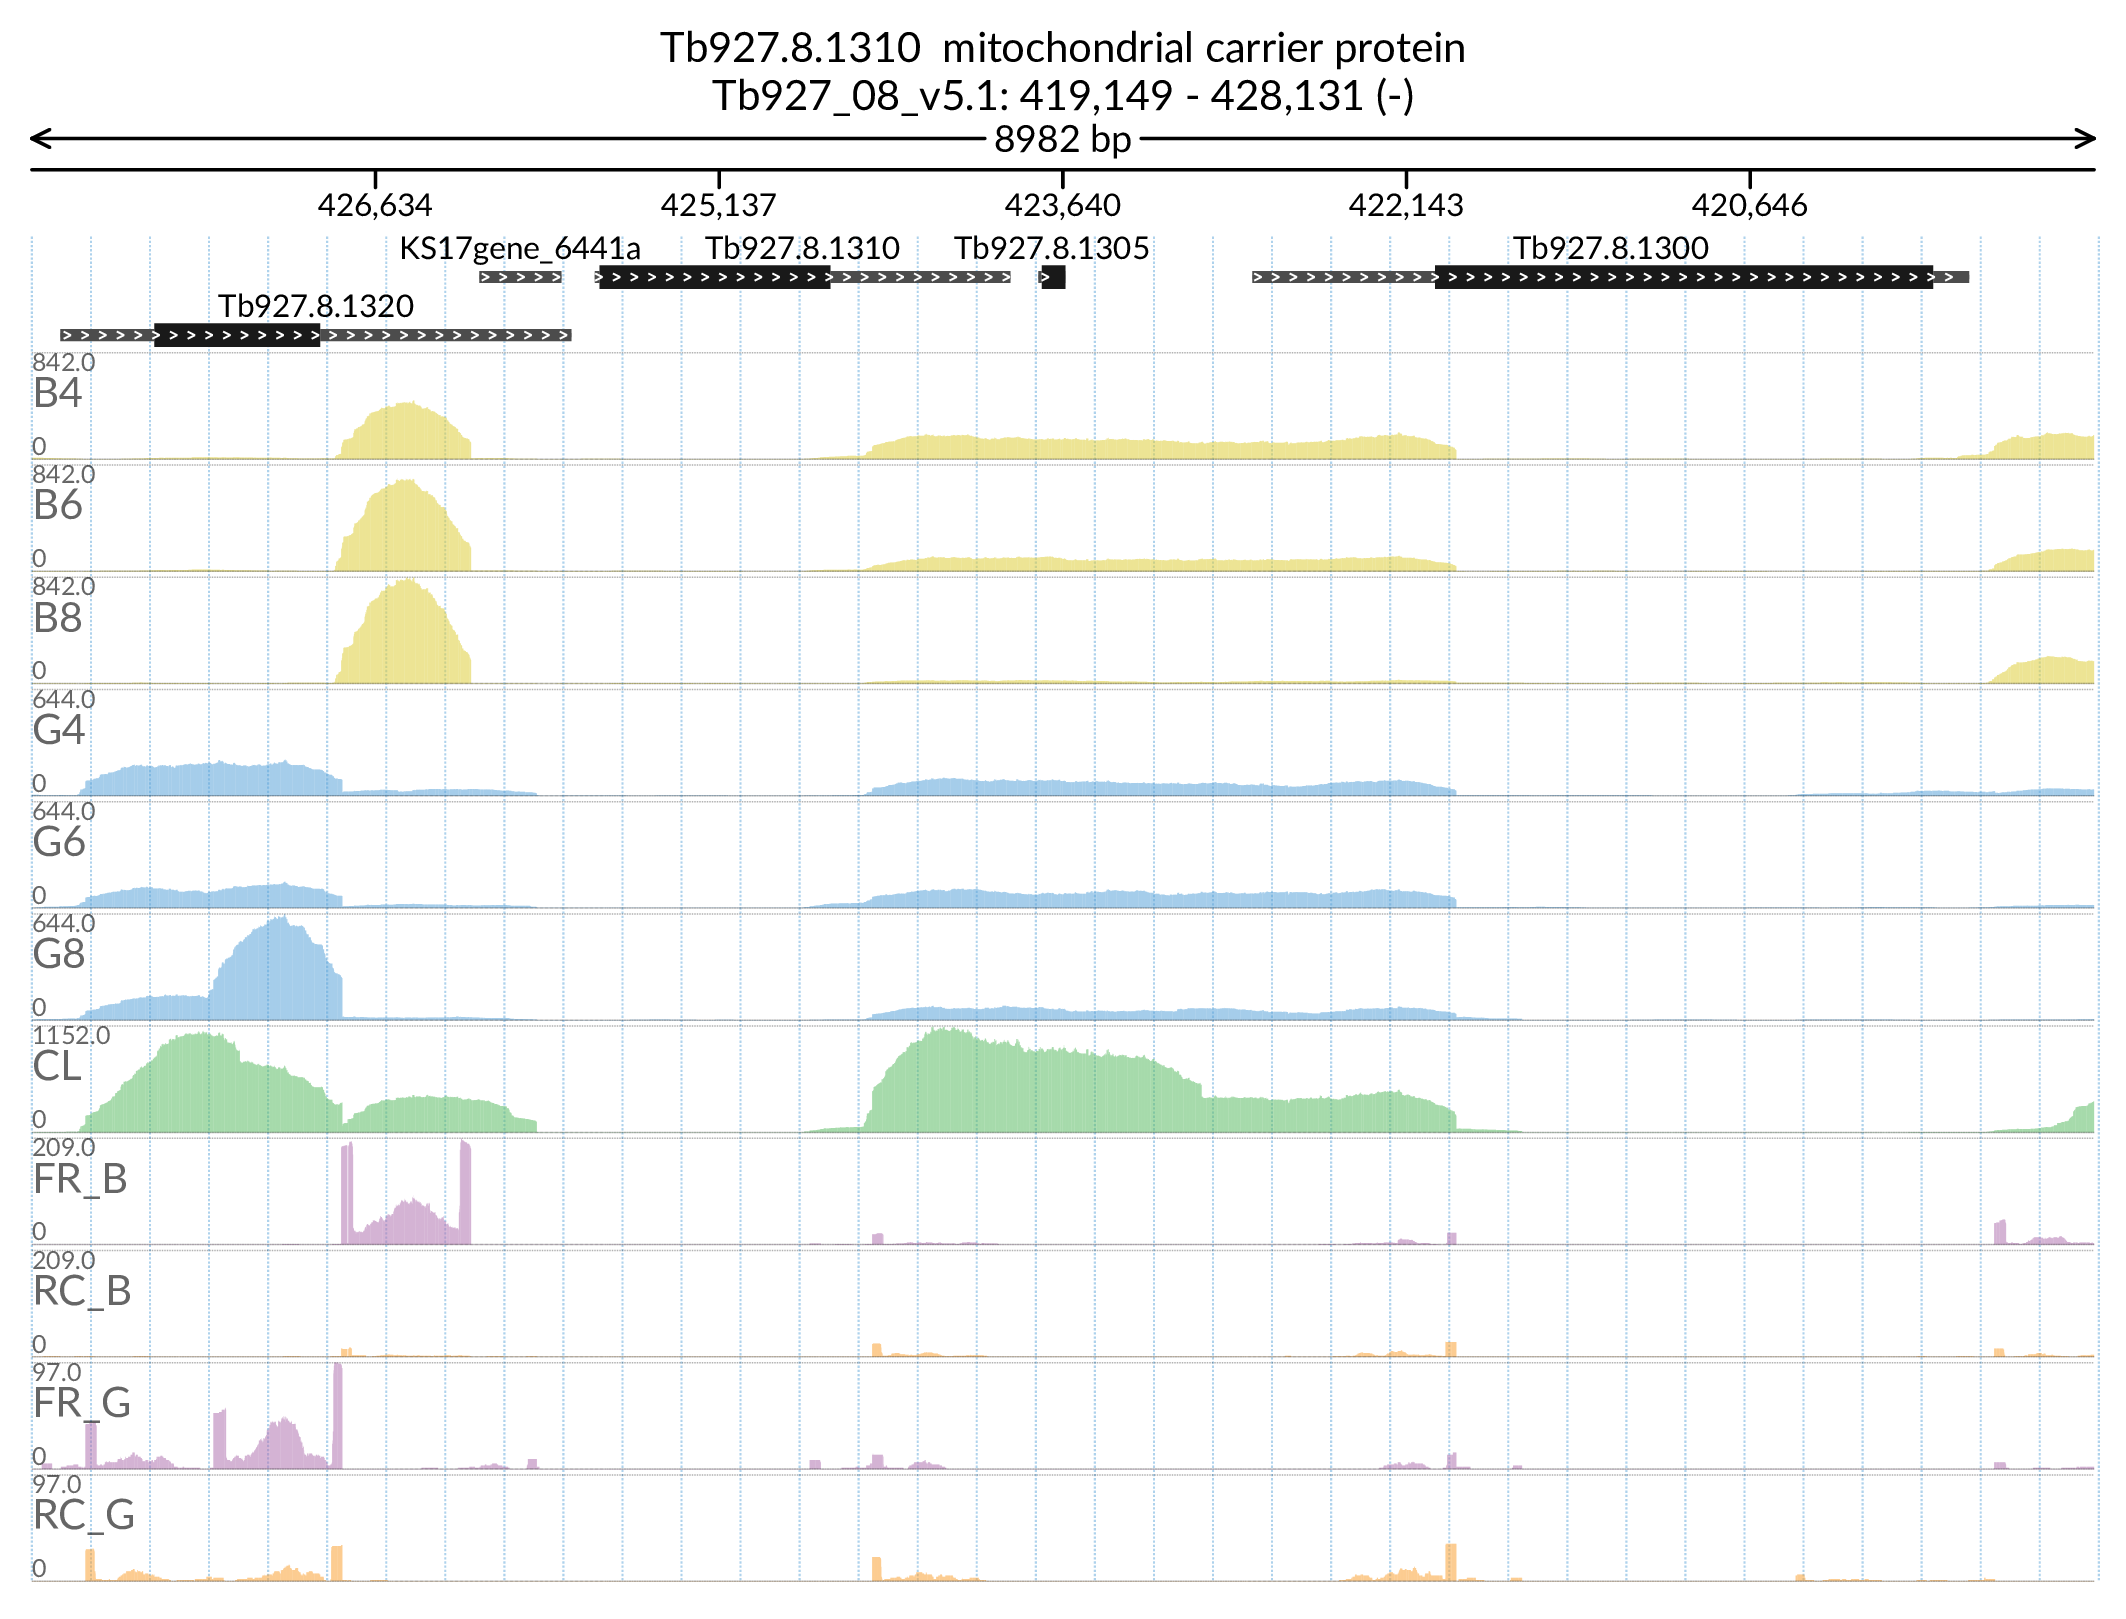 Tb927.8.1310  mitochondrial carrier protein
Tb927_08_v5.1: 419,149 - 428,131 (-)
8982 bp
426,634 425,137 423,640 422,143 420,646
KS17gene_6441a Tb927.8.1310 Tb927.8.1305 Tb927.8.1300
Tb927.8.1320
842.0
B4
0
842.0
B6
0
842.0
B8
0
644.0
G4
0
644.0
G6
0
644.0
G8
0
1152.0
CL
0
209.0
FR_B
0
209.0
RC_B
0
97.0
FR_G
0
97.0
RC_G
0